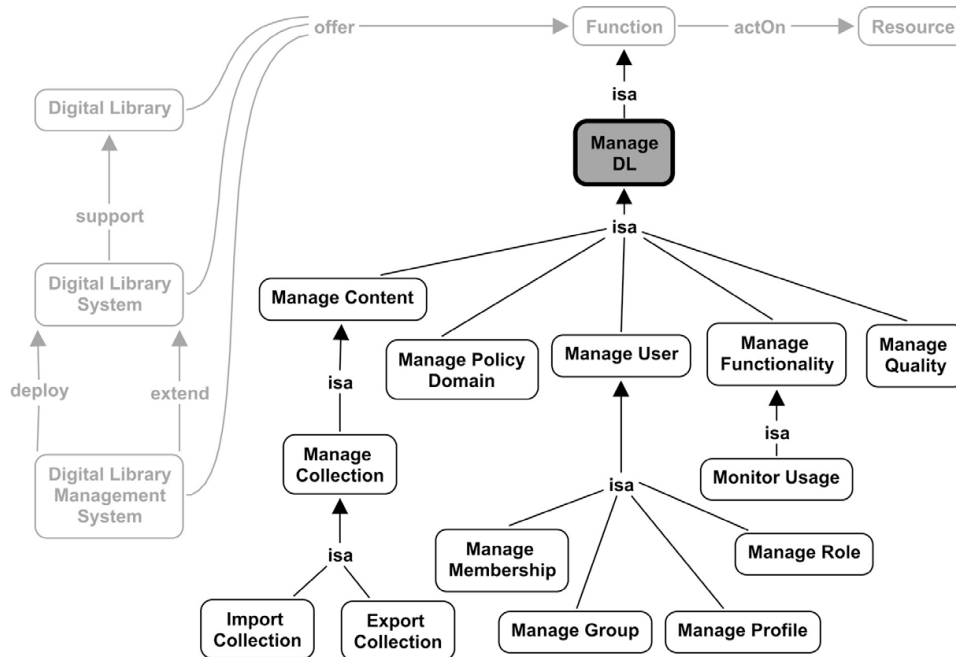 offer
Function
actOn
Resource
isa
Digital Library
Manage
DL
support
isa
Digital Library
System
Manage Content
Manage Policy
Domain
Manage User
Manage
Functionality
Manage
Quality
deploy
extend
isa
isa
Manage
Collection
Monitor Usage
Digital Library
Management
System
isa
Manage
Membership
Manage Role
isa
Import
Collection
Export
Collection
Manage Group
Manage Profile